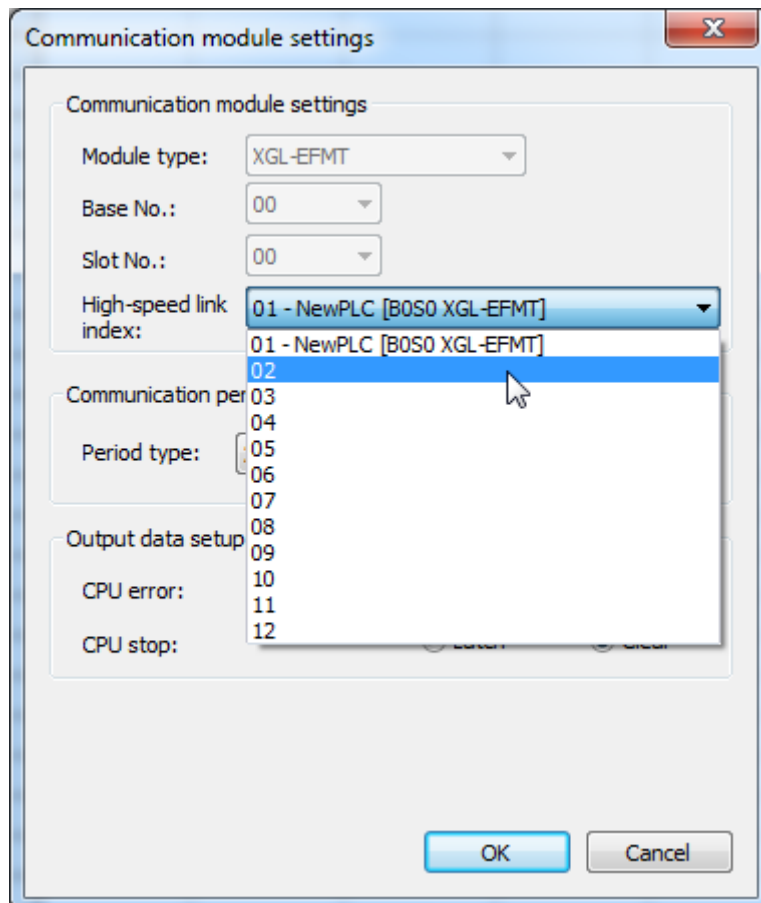 Communication module settings
Communication module settings
Module type: XGL-EFMT
Base No.: 00
Slot No.: 00
High-speed link index: 01 - NewPLC [B0S0 XGL-EFMT]
01 - NewPLC [B0S0 XGL-EFMT]
02
Communication per
03
04
Period type: 05
06
07
08
Output data setup
09
10
CPU error:
11
12
CPU stop:
OK Cancel